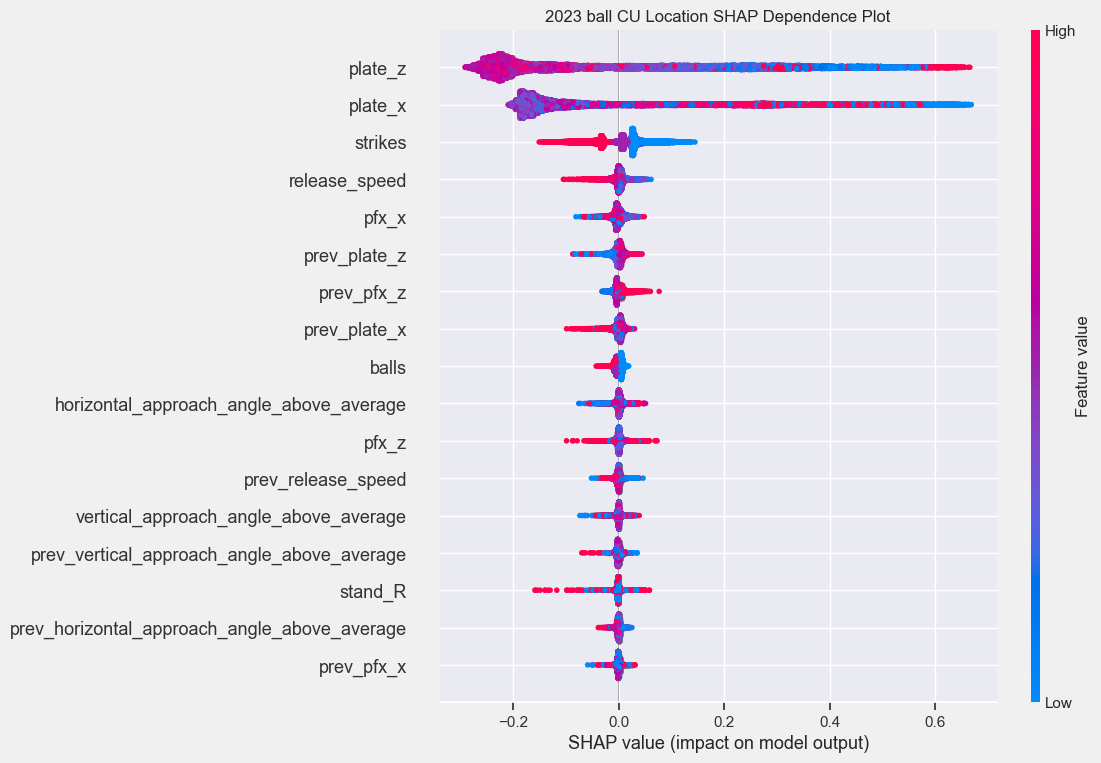 2023 ball CU Location SHAP Dependence Plot
High
plate_z
plate_x
strikes
release_speed
pfx_x
prev_plate_z
prev_pfx_z
prev_plate_x
balls
horizontal_approach_angle_above_average
pfx_z
prev_release_speed
vertical_approach_angle_above_average
prev_vertical_approach_angle_above_average
stand_R
prev_horizontal_approach_angle_above_average
prev_pfx_x
Feature value
Low
−0.2 0.0 0.2 0.4 0.6
SHAP value (impact on model output)